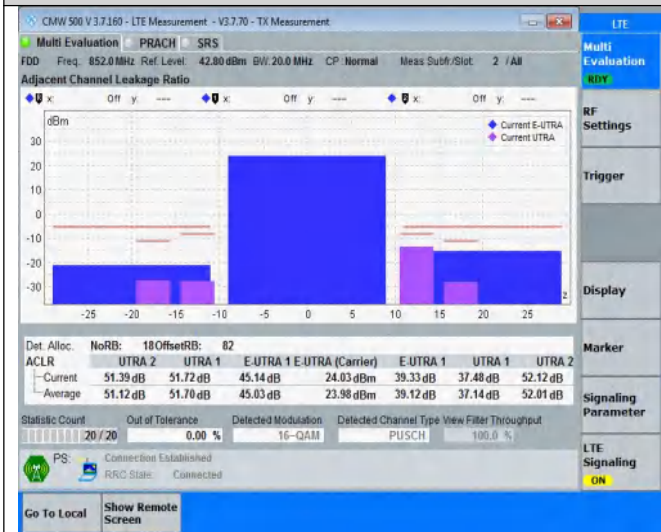 CMW 500 V 3.7.160 - LTE Measurement - V3.7.70 - TX Measurement
LTE
Multi Evaluation PRACH SRS
Multi
Evaluation
RDY
FDD Freq. 852.0 MHz Ref. Level: 42.80 dBm BW: 20.0 MHz CP: Normal Meas Subfr./Slot: 2 /All
Adjacent Channel Leakage Ratio
x: Off y: --- x: Off y: --- x: Off y: ---
dBm
Current E-UTRA
Current UTRA
30
20
10
0
-10
-20
-30
-25 -20 -15 -10 -5 0 5 10 15 20 25
RF
Settings
Trigger
Display
Marker
Signaling
Parameter
LTE
Signaling
ON
Det. Alloc. NoRB: 18 OffsetRB: 82
ACLR UTRA 2 UTRA 1 E-UTRA 1 E-UTRA (Carrier) E-UTRA 1 UTRA 1 UTRA 2
Current 51.39 dB 51.72 dB 45.14 dB 24.03 dBm 39.33 dB 37.48 dB 52.12 dB
Average 51.12 dB 51.70 dB 45.03 dB 23.98 dBm 39.12 dB 37.14 dB 52.01 dB
Statistic Count Out of Tolerance Detected Modulation Detected Channel Type View Filter Throughput
20 / 20 0.00 % 16-QAM PUSCH 100.0 %
PS: Connection Established
RRC State: Connected
Go To Local
Show Remote
Screen